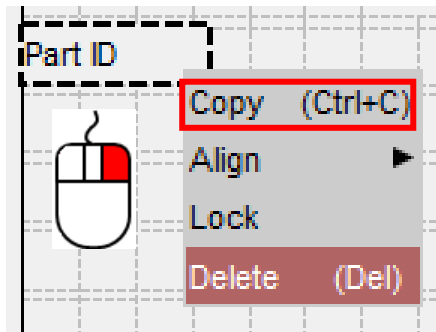 Part ID
Copy (Ctrl+C)
Align
Lock
Delete (Del)